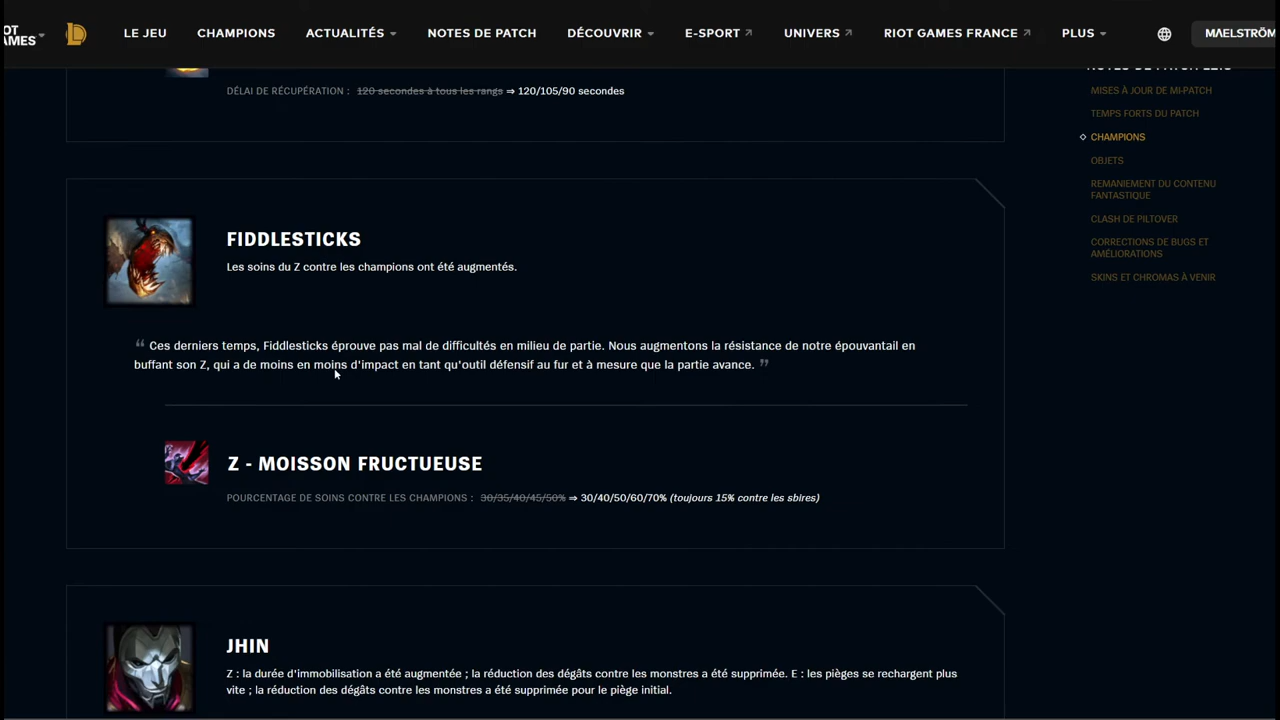 LE JEU
CHAMPIONS
ACTUALITÉS
NOTES DE PATCH
DÉCOUVRIR
E-SPORT
UNIVERS
RIOT GAMES FRANCE
PLUS
MAELSTRÖM
DÉLAI DE RÉCUPÉRATION : 120 secondes à tous les rangs ⇒ 120/105/90 secondes
FIDDLESTICKS
Les soins du Z contre les champions ont été augmentés.
❝ Ces derniers temps, Fiddlesticks éprouve pas mal de difficultés en milieu de partie. Nous augmentons la résistance de notre épouvantail en
buffant son Z, qui a de moins en moins d'impact en tant qu'outil défensif au fur et à mesure que la partie avance. ❞
Z - MOISSON FRUCTUEUSE
POURCENTAGE DE SOINS CONTRE LES CHAMPIONS : 30/35/40/45/50% ⇒ 30/40/50/60/70% (toujours 15% contre les sbires)
JHIN
Z : la durée d'immobilisation a été augmentée ; la réduction des dégâts contre les monstres a été supprimée. E : les pièges se rechargent plus
vite ; la réduction des dégâts contre les monstres a été supprimée pour le piège initial.
MISES À JOUR DE MI-PATCH
TEMPS FORTS DU PATCH
CHAMPIONS
OBJETS
REMANIEMENT DU CONTENU
FANTASTIQUE
CLASH DE PILTOVER
CORRECTIONS DE BUGS ET
AMÉLIORATIONS
SKINS ET CHROMAS À VENIR